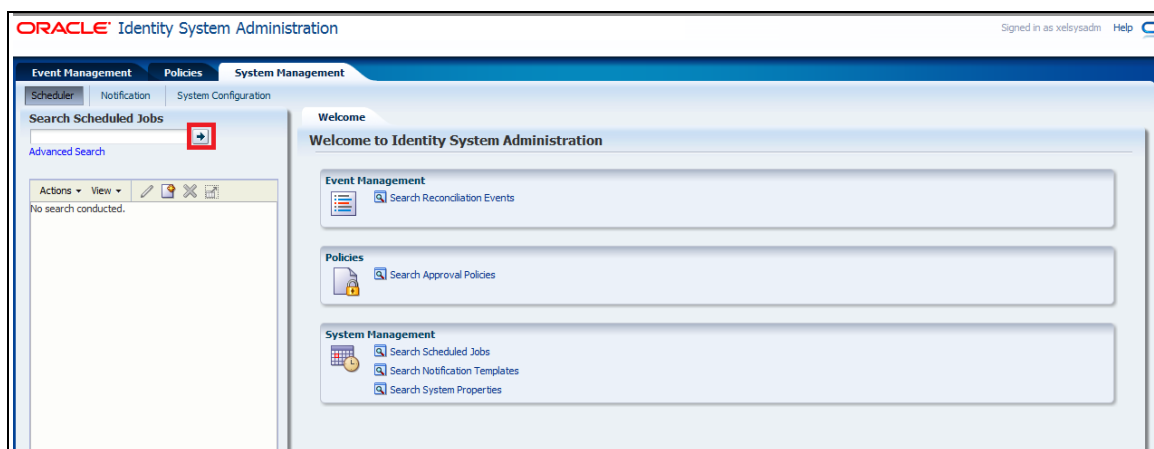 ORACLE Identity System Administration
Signed in as xelsysadm Help
Event Management Policies System Management
Scheduler Notification System Configuration
Search Scheduled Jobs
Advanced Search
Actions View
No search conducted.
Welcome
Welcome to Identity System Administration
Event Management
Search Reconciliation Events
Policies
Search Approval Policies
System Management
Search Scheduled Jobs
Search Notification Templates
Search System Properties